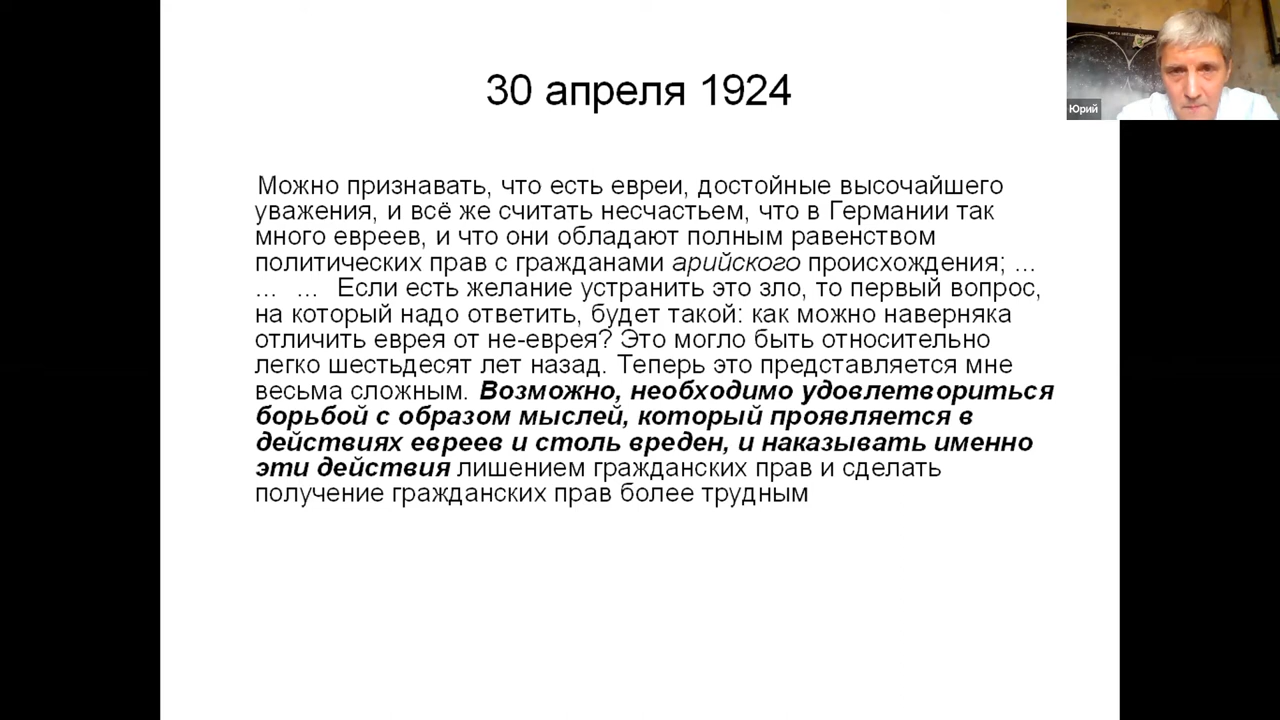 30 апреля 1924
КАРТА ЗВЁЗДНОГО
Юрий
Можно признавать, что есть евреи, достойные высочайшего
уважения, и всё же считать несчастьем, что в Германии так
много евреев, и что они обладают полным равенством
политических прав с гражданами арийского происхождения; ...
... ... Если есть желание устранить это зло, то первый вопрос,
на который надо ответить, будет такой: как можно наверняка
отличить еврея от не-еврея? Это могло быть относительно
легко шестьдесят лет назад. Теперь это представляется мне
весьма сложным. Возможно, необходимо удовлетвориться
борьбой с образом мыслей, который проявляется в
действиях евреев и столь вреден, и наказывать именно
эти действия лишением гражданских прав и сделать
получение гражданских прав более трудным